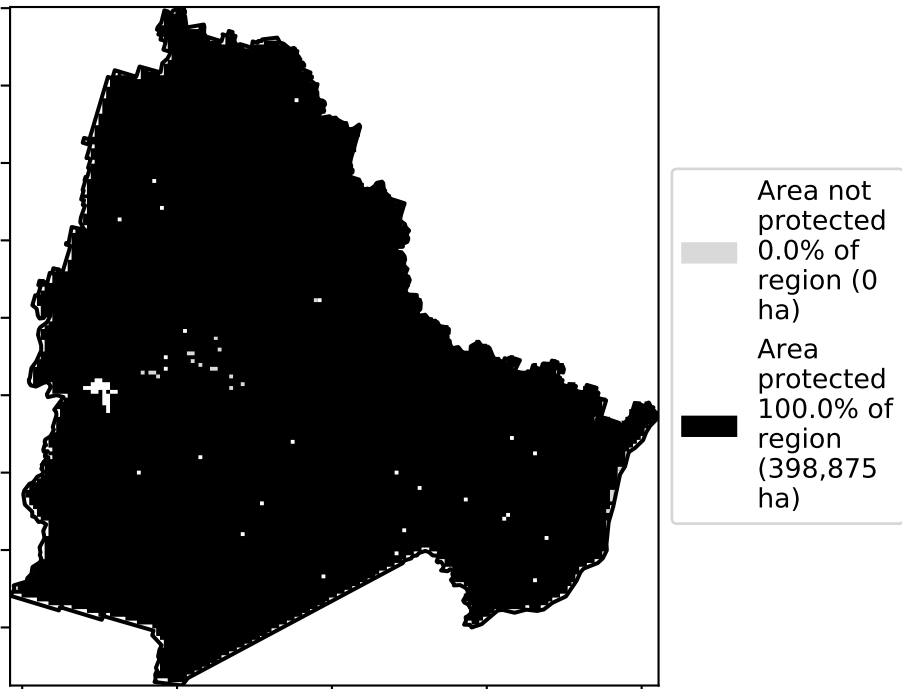 Area not
protected
0.0% of
region (0
ha)
Area
protected
100.0% of
region
(398,875
ha)